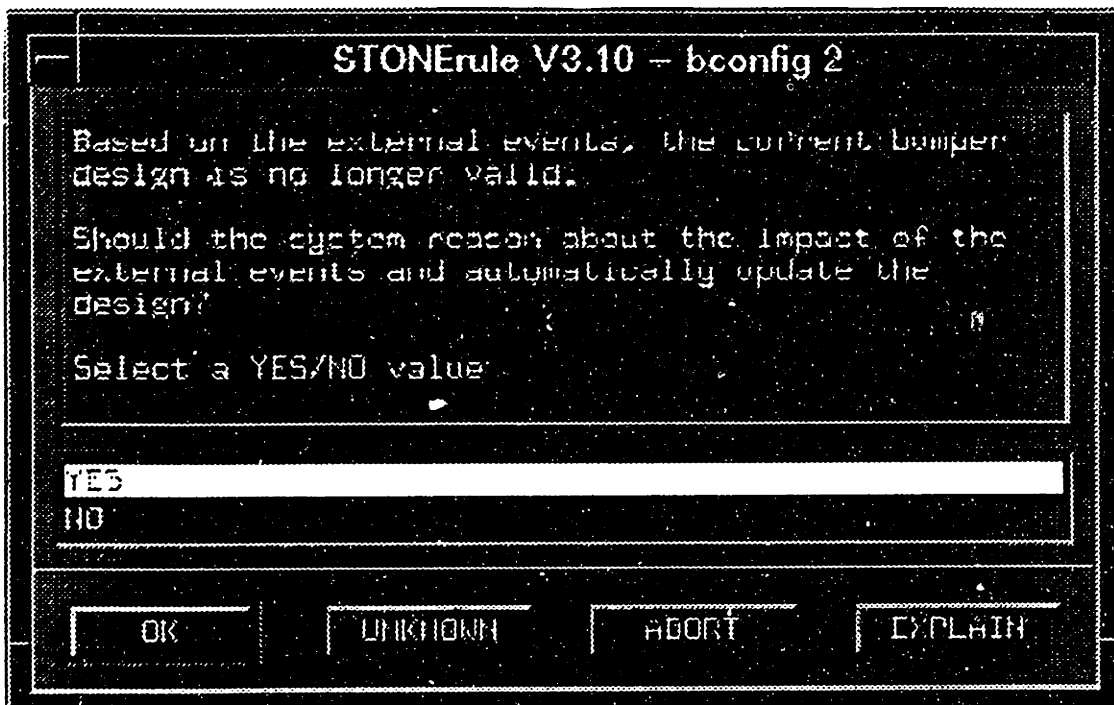 STONErule V3.10 — bconfig 2
Based on the external events, the current bumper
design is no longer valid.
Should the system reason about the impact of the
external events and automatically update the
design?
Select a YES/NO value
YES
NO
OK UNKNOWN ABORT EXPLAIN